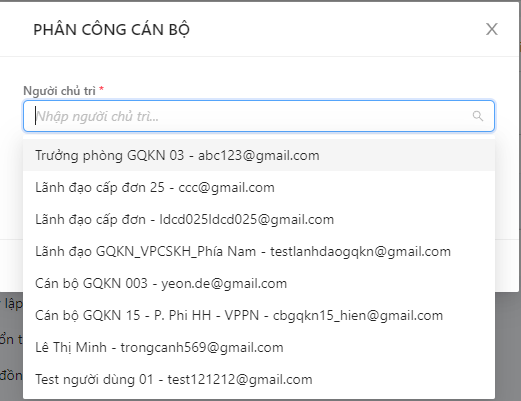 PHÂN CÔNG CÁN BỘ
Người chủ trì *
Nhập người chủ trì...
Trưởng phòng GQKN 03 - abc123@gmail.com
Lãnh đạo cấp đơn 25 - ccc@gmail.com
Lãnh đạo cấp đơn - ldcd025ldcd025@gmail.com
Lãnh đạo GQKN_VPCSKH_Phía Nam - testlanhdaogqkn@gmail.com
Cán bộ GQKN 003 - yeon.de@gmail.com
lập
Cán bộ GQKN 15 - P. Phi HH - VPPN - cbgqkn15_hien@gmail.com
Lê Thị Minh - trongcanh569@gmail.com
đồn
Test người dùng 01 - test121212@gmail.com